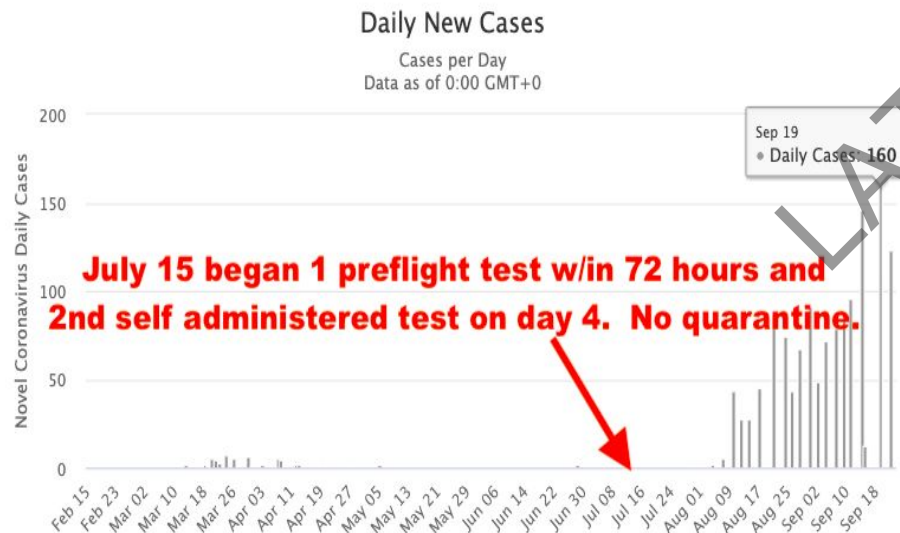 Daily New Cases
Cases per Day
Data as of 0:00 GMT+0
200
Sep 19
Daily Cases: 160
LAT
Novel Coronavirus Daily Cases
150
July 15 began 1 preflight test w/in 72 hours and
100
2nd self administered test on day 4. No quarantine.
50
0
Feb 15 Feb 23 Mar 02 Mar 10 Mar 18 Mar 26 Apr 03 Apr 11 Apr 19 Apr 27 May 05 May 13 May 21 May 29 Jun 06 Jun 14 Jun 22 Jun 30 Jul 08 Jul 16 Jul 24 Aug 01 Aug 09 Aug 17 Aug 25 Sep 02 Sep 10 Sep 18